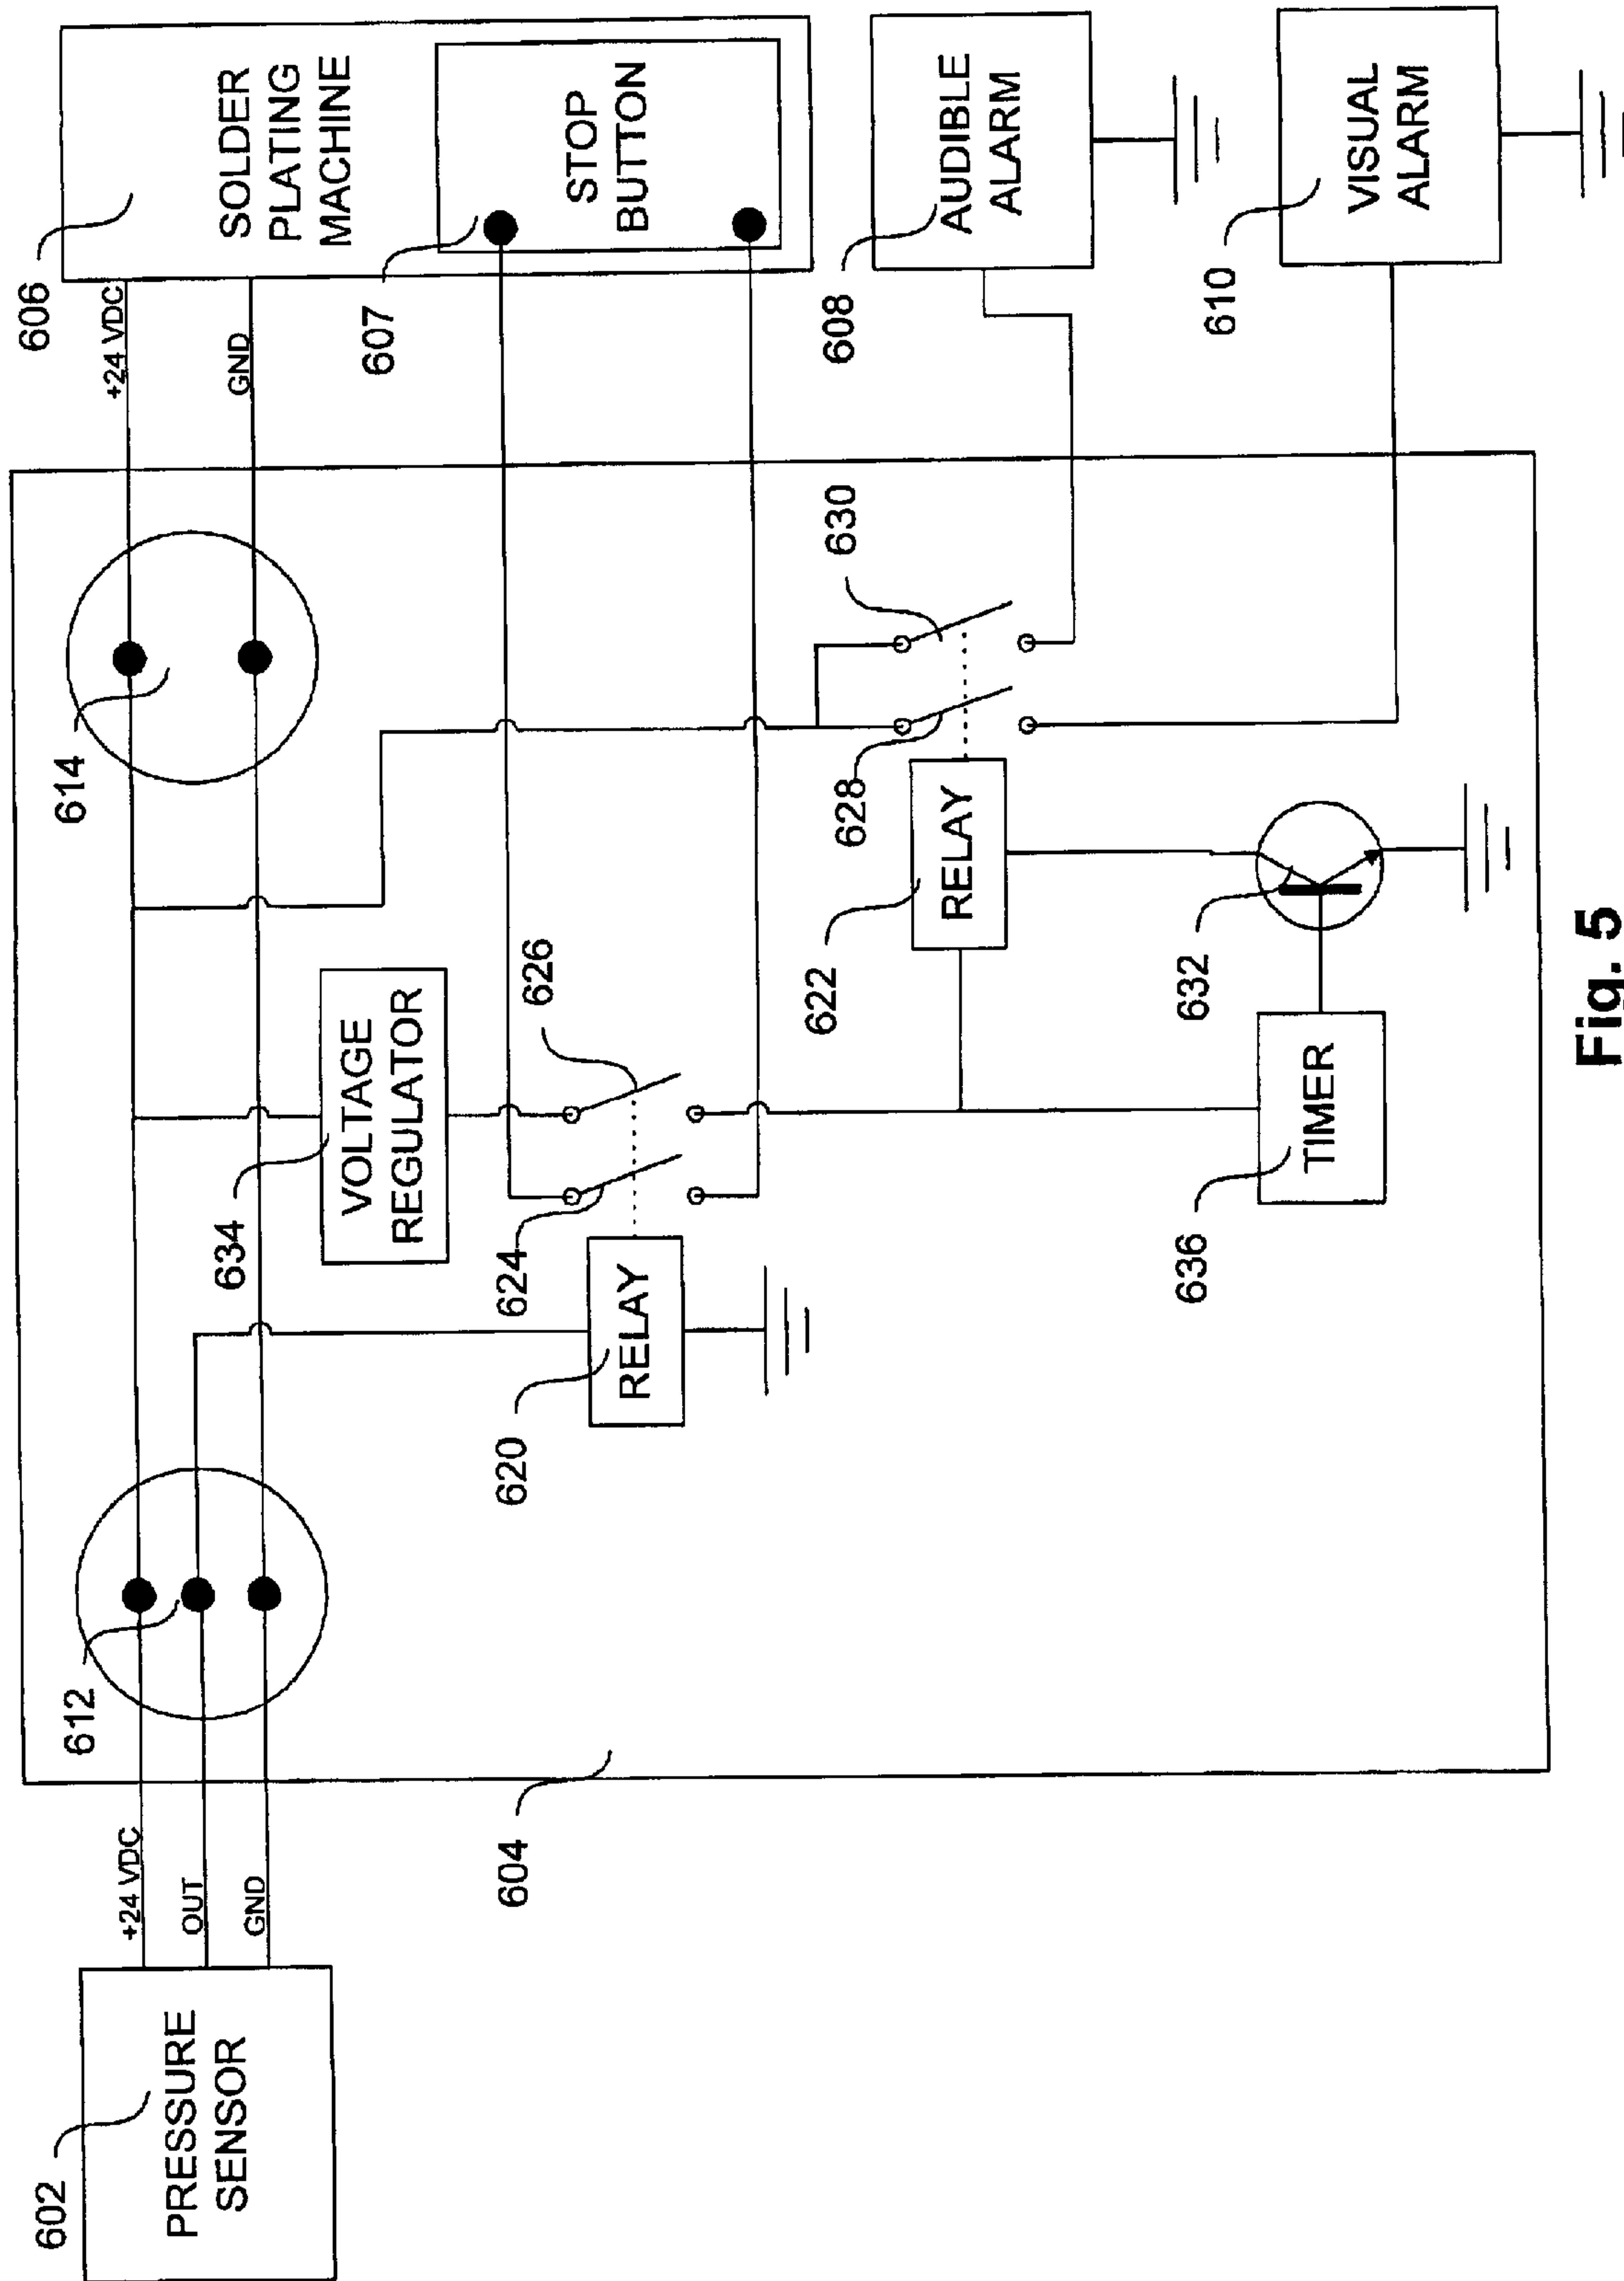 602
PRESSURE
SENSOR
+24 VDC
OUT
GND
604
612
614
+24 VDC
GND
606
SOLDER
PLATING
MACHINE
607
STOP
BUTTON
634
VOLTAGE
REGULATOR
620
RELAY
624
626
622
RELAY
628
630
608
AUDIBLE
ALARM
610
VISUAL
ALARM
632
636
TIMER
Fig. 5